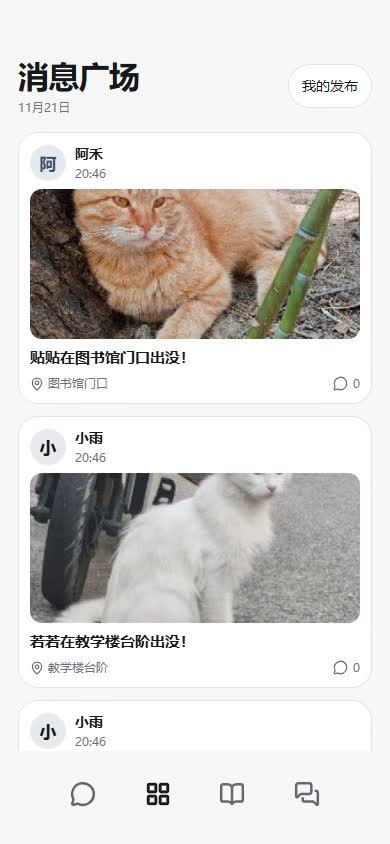 消息广场
11月21日
我的发布
阿
阿禾
20:46
贴贴在图书馆门口出没!
图书馆门口
0
小
小雨
20:46
若若在教学楼台阶出没!
教学楼台阶
0
小
小雨
20:46